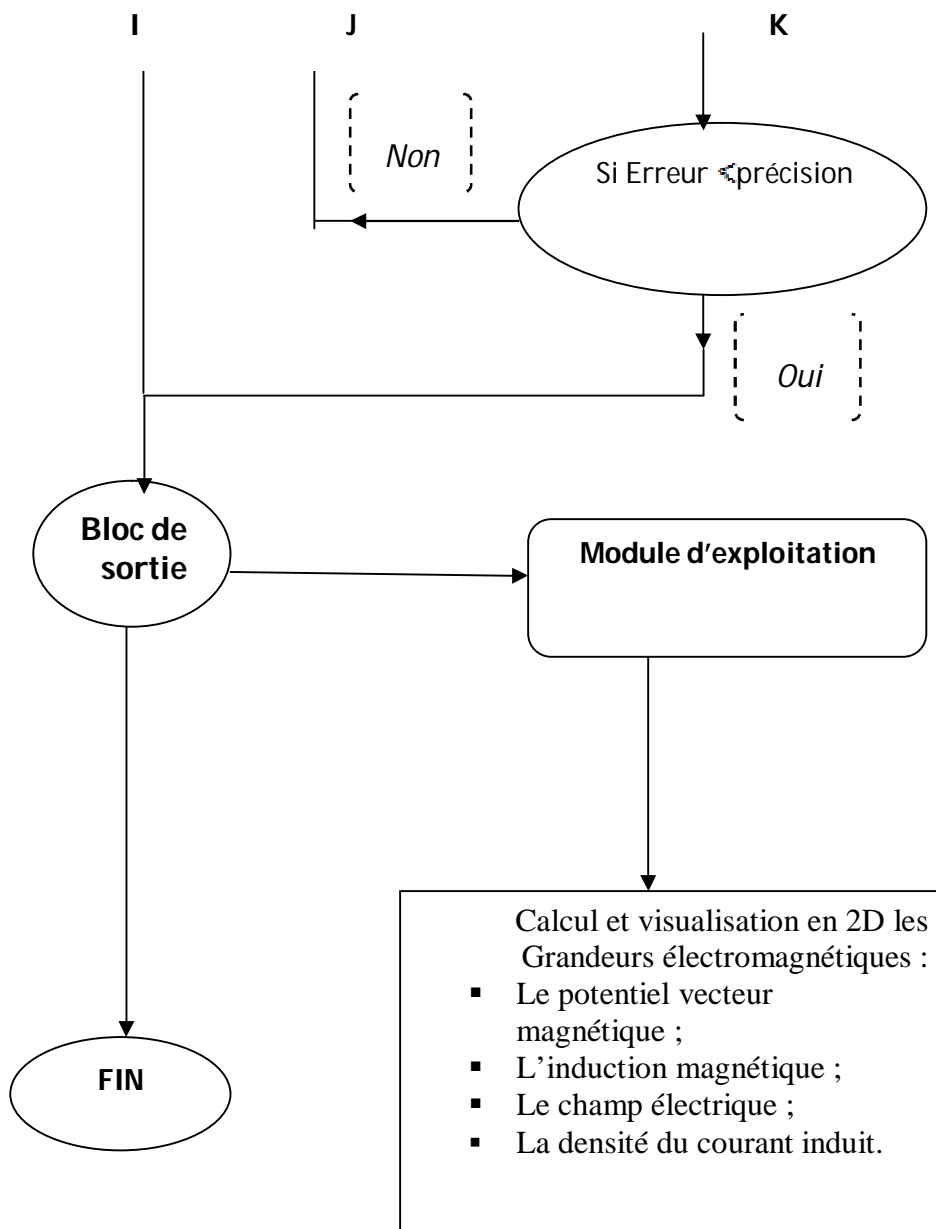 I J K
Non
Si Erreur <précision
Oui
Bloc de
sortie
Module d'exploitation
Calcul et visualisation en 2D les
Grandeurs électromagnétiques :
▪ Le potentiel vecteur
magnétique ;
▪ L'induction magnétique ;
▪ Le champ électrique ;
▪ La densité du courant induit.
FIN